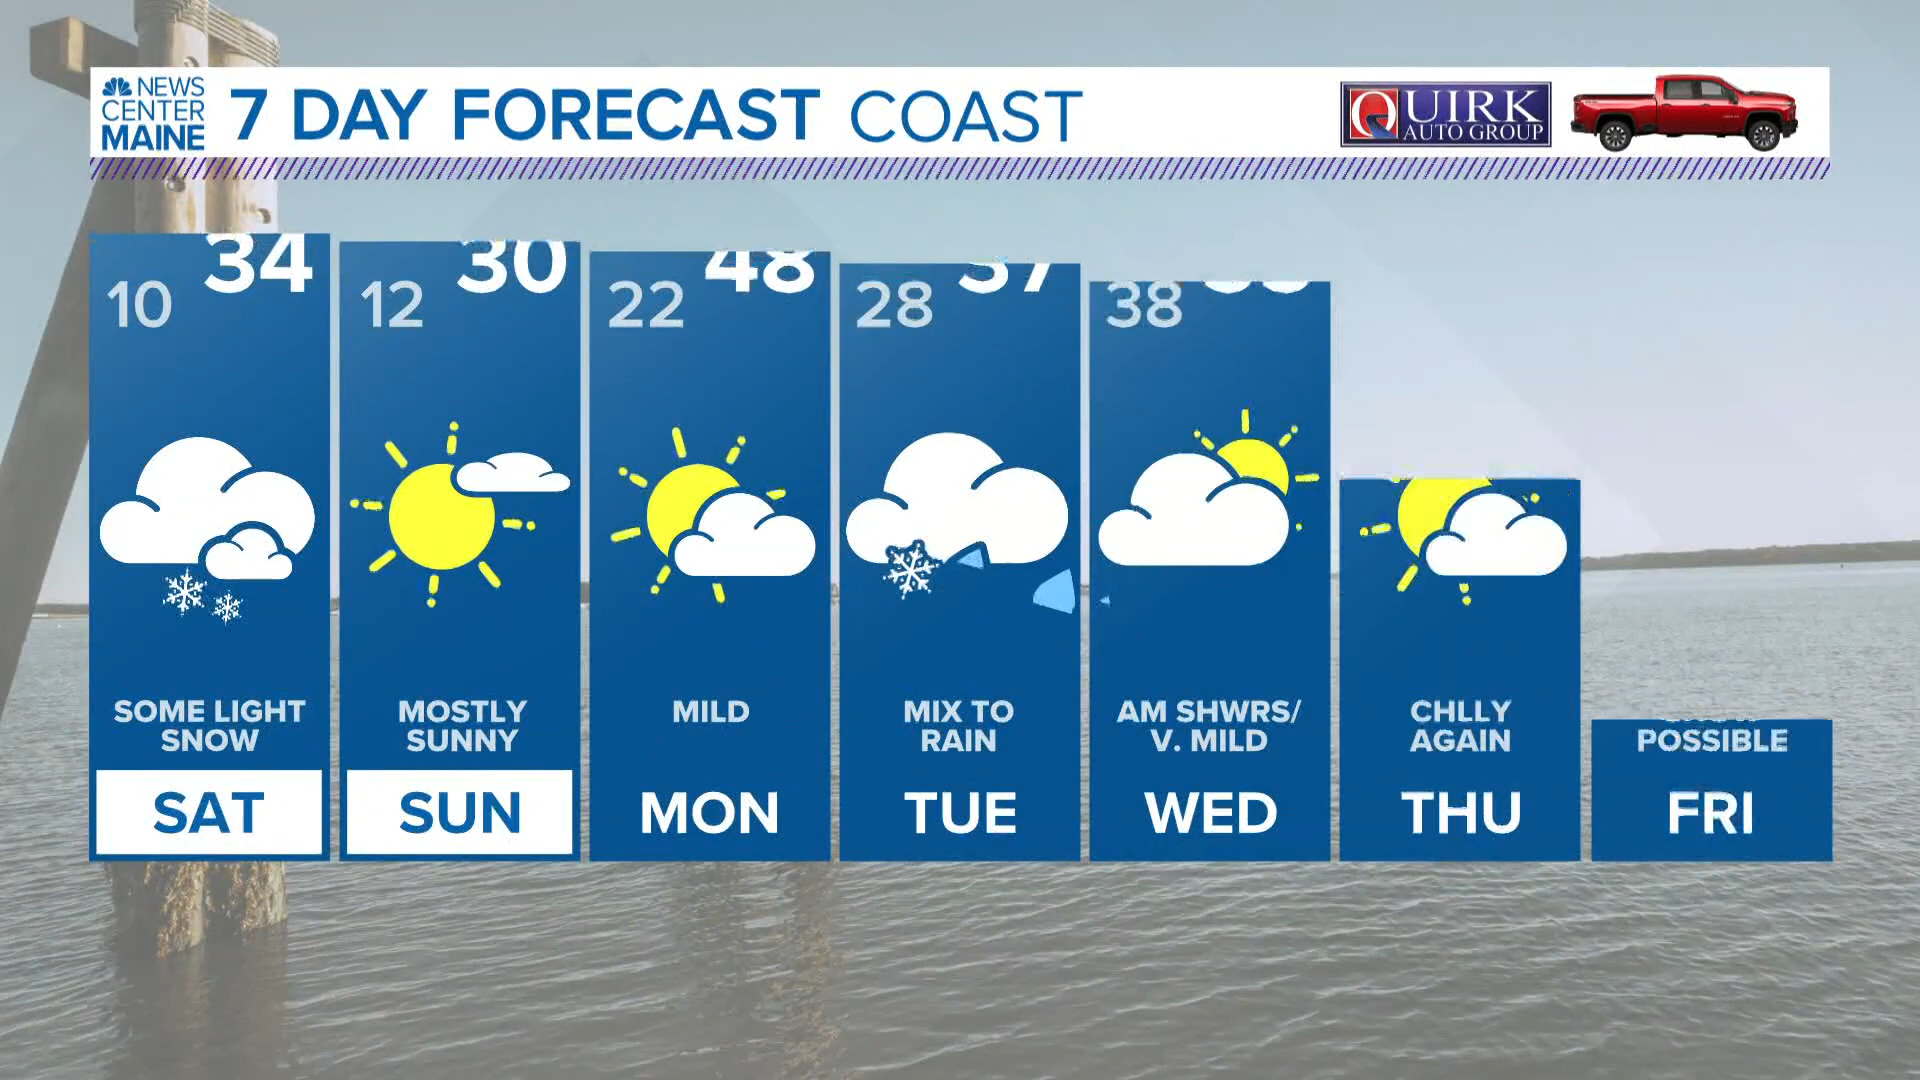 NEWS
CENTER
MAINE
7 DAY FORECAST COAST
QUIRK
AUTO GROUP
10 34
12 30
22 48
28 37
38
SOME LIGHT
SNOW
MOSTLY
SUNNY
MILD
MIX TO
RAIN
AM SHWRS/
V. MILD
CHLLY
AGAIN
POSSIBLE
SAT
SUN
MON
TUE
WED
THU
FRI